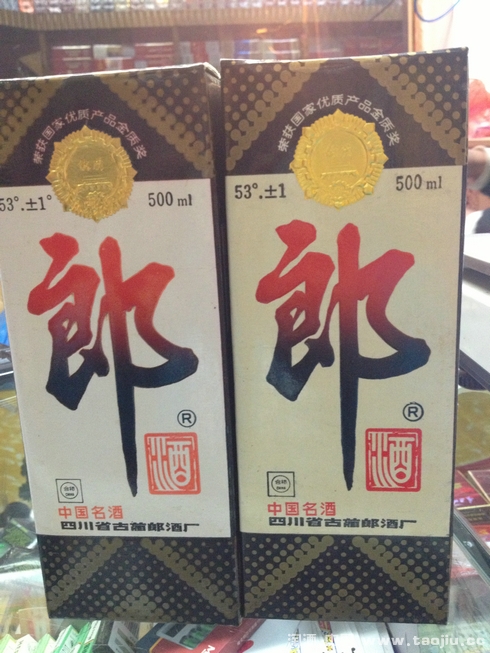 荣获国家优质产品金质奖
53°.±1°
500 ml
郎
®
酒
中国名酒
四川省古蔺郎酒厂
荣获国家优质产品金质奖
53°.±1
500 ml
郎
®
酒
中国名酒
四川省古蔺郎酒厂
www.taojiu.com